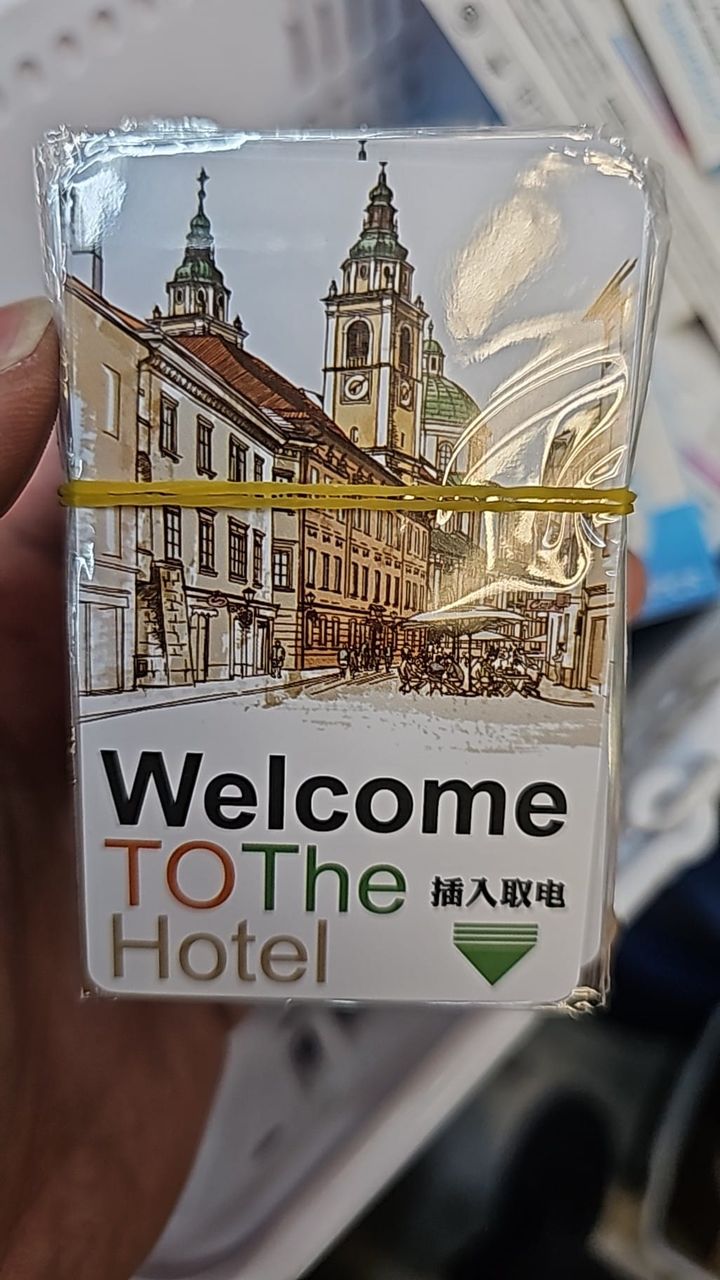 Welcome
TOThe
插入取电
Hotel